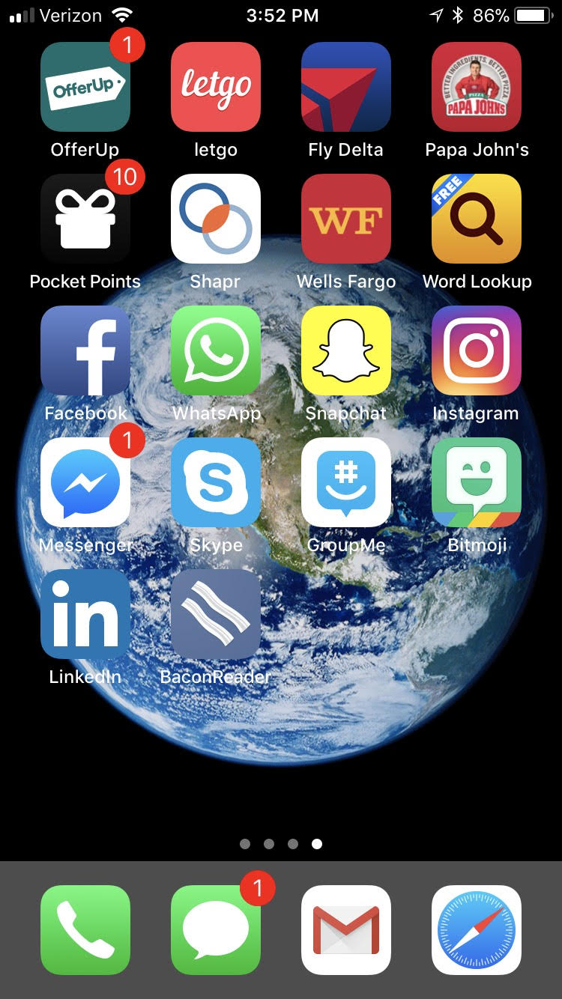 Verizon 3:52 PM 86%
1
OfferUp letgo BETTER INGREDIENTS. BETTER PIZZA.
PIZZA
PAPA JOHNS
OfferUp letgo Fly Delta Papa John's
10
WF FREE
Pocket Points Shapr Wells Fargo Word Lookup
f
Facebook WhatsApp Snapchat Instagram
1
S #
Messenger Skype GroupMe Bitmoji
in
LinkedIn BaconReader
1